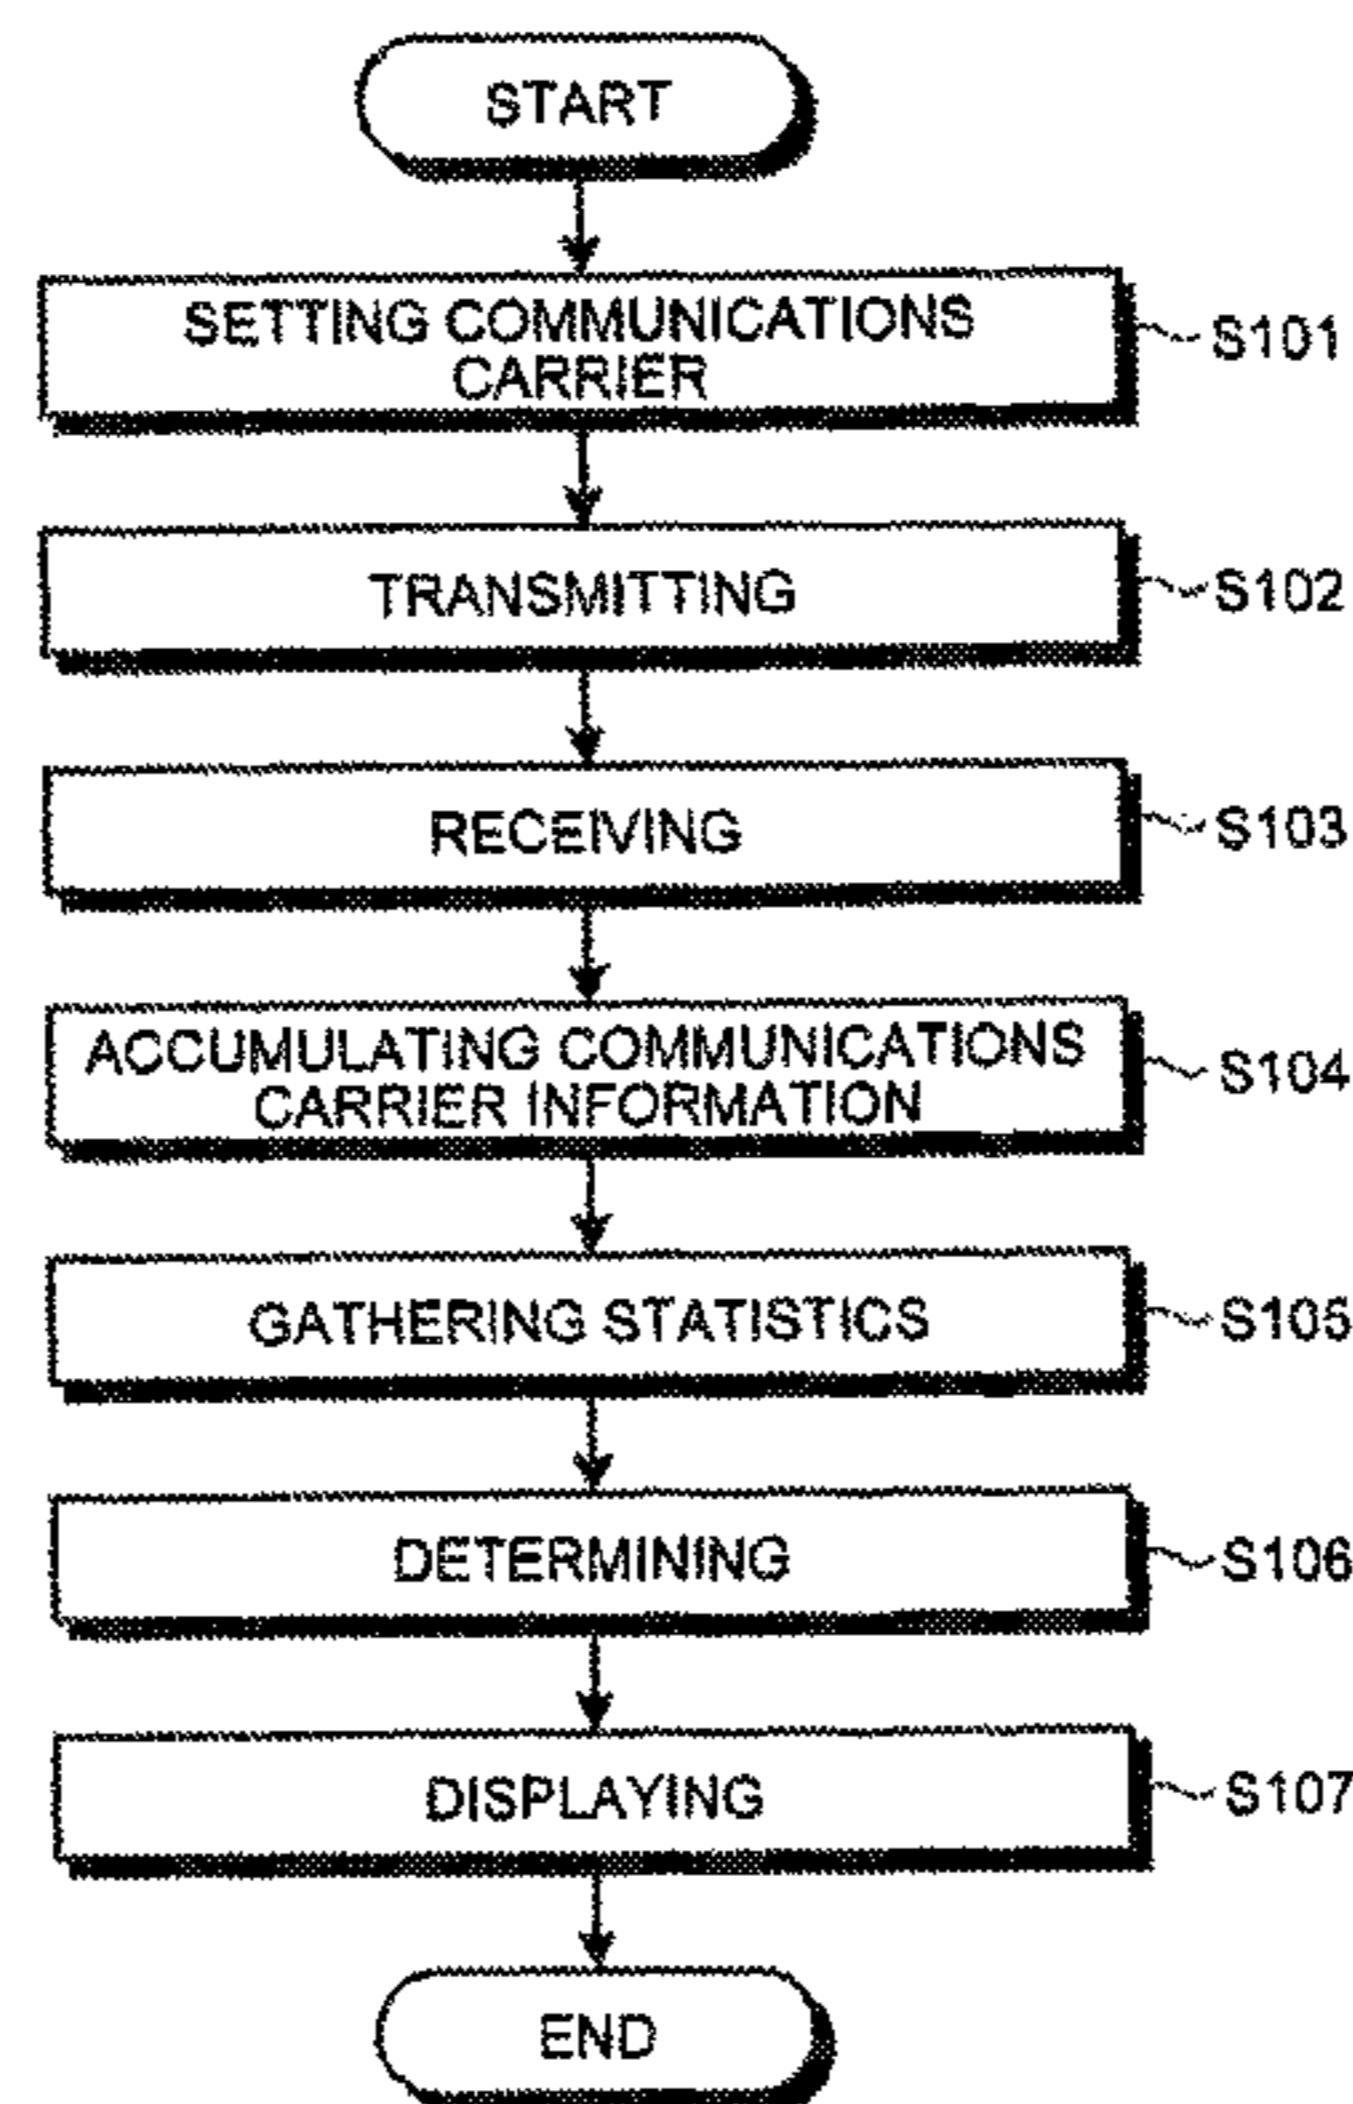 START
SETTING COMMUNICATIONS
CARRIER
S101
TRANSMITTING
S102
RECEIVING
S103
ACCUMULATING COMMUNICATIONS
CARRIER INFORMATION
S104
GATHERING STATISTICS
S105
DETERMINING
S106
DISPLAYING
S107
END